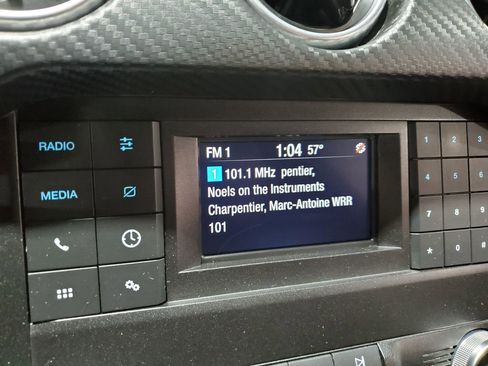 RADIO
MEDIA
FM 1 1:04 57°
1 101.1 MHz pentier,
Noels on the Instruments
Charpentier, Marc-Antoine WRR
101
1 2 3
4 5 6
7 8 9
* 0 #